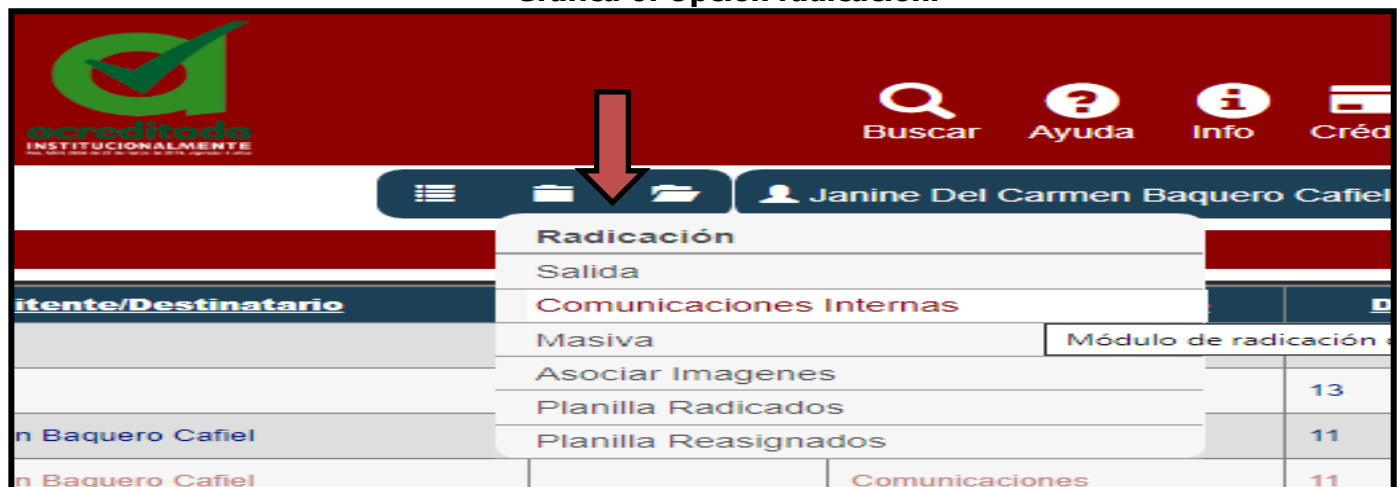 acreditada
INSTITUCIONALMENTE
Buscar Ayuda Info Créd
Janine Del Carmen Baquero Cafiel
Radicación
Salida
itente/Destinatario
Comunicaciones Internas
Masiva
Módulo de radicación
Asociar Imagenes
13
Planilla Radicados
n Baquero Cafiel
Planilla Reasignados
11
n Baquero Cafiel
Comunicaciones
11